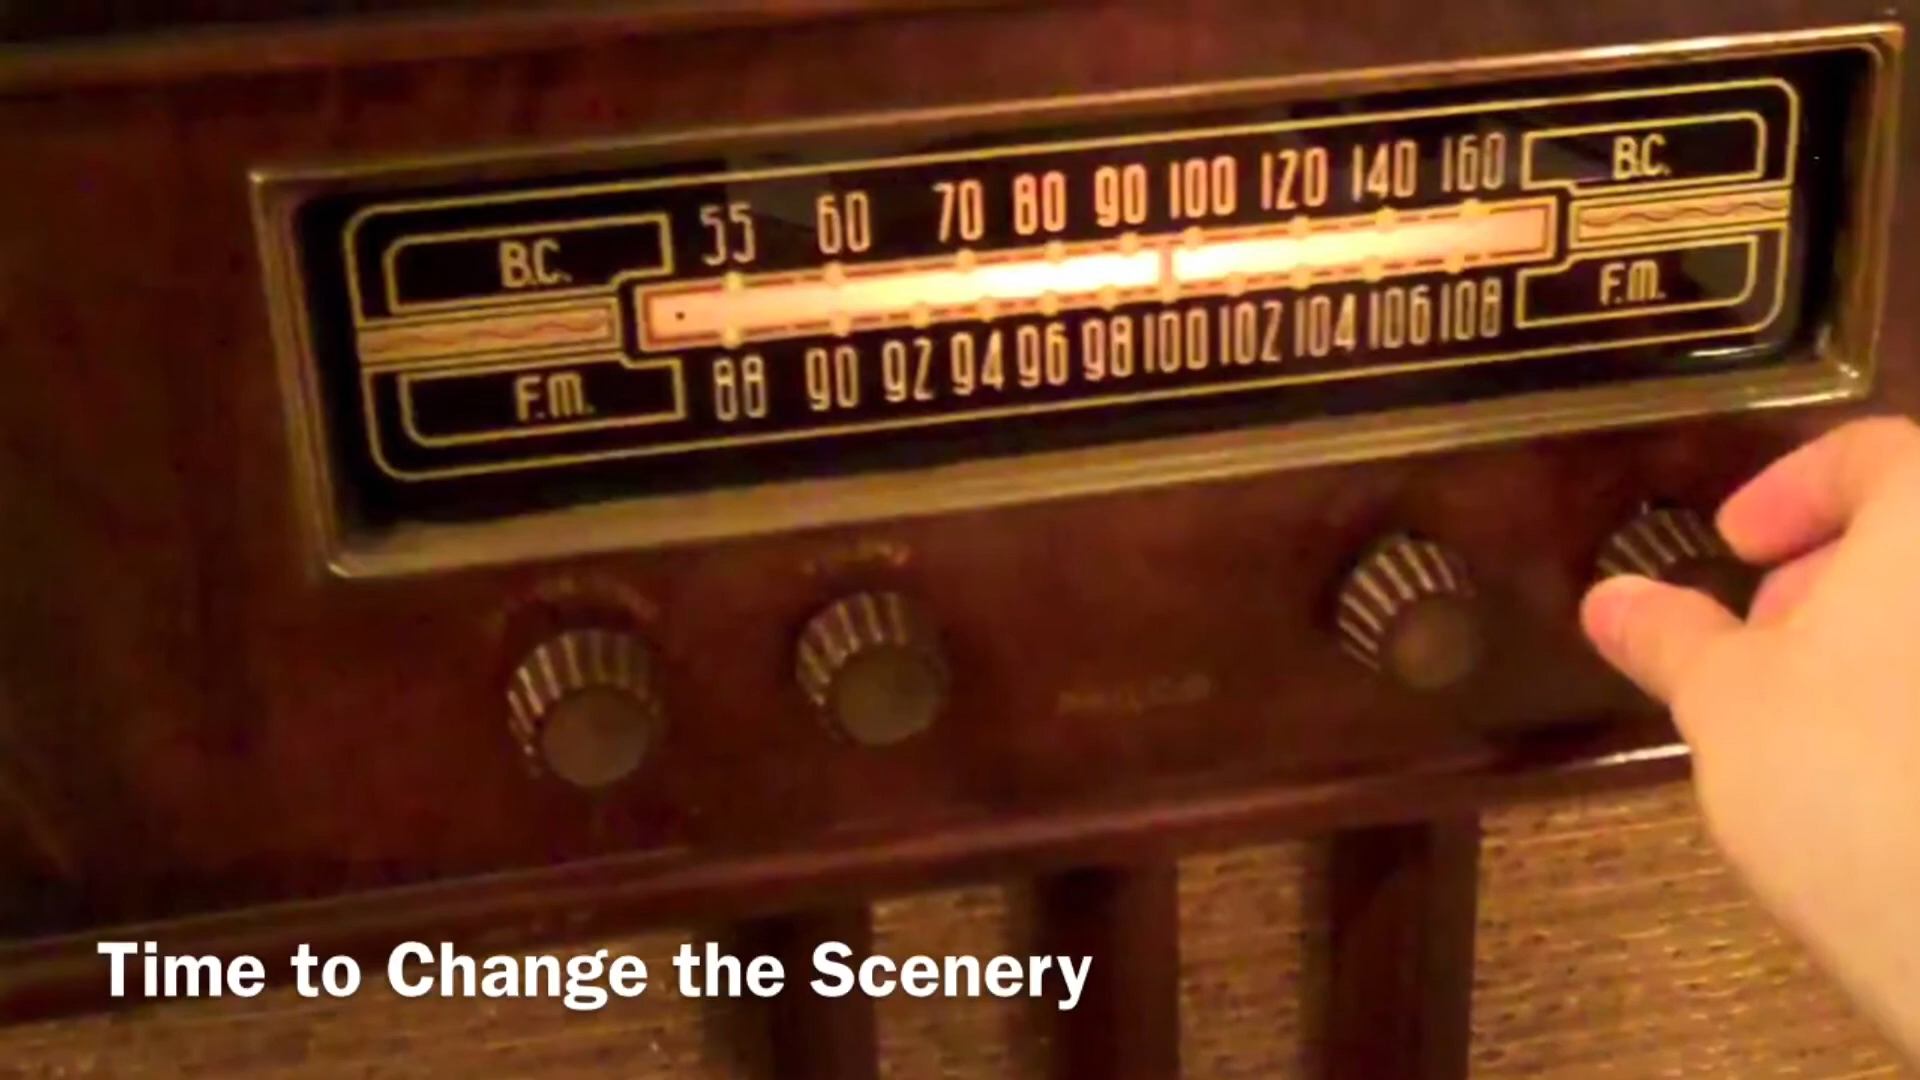 55 60 70 80 90 100 120 140 160
B.C. B.C.
F.M. F.M.
88 90 92 94 96 98 100 102 104 106 108
PHILCO
Time to Change the Scenery